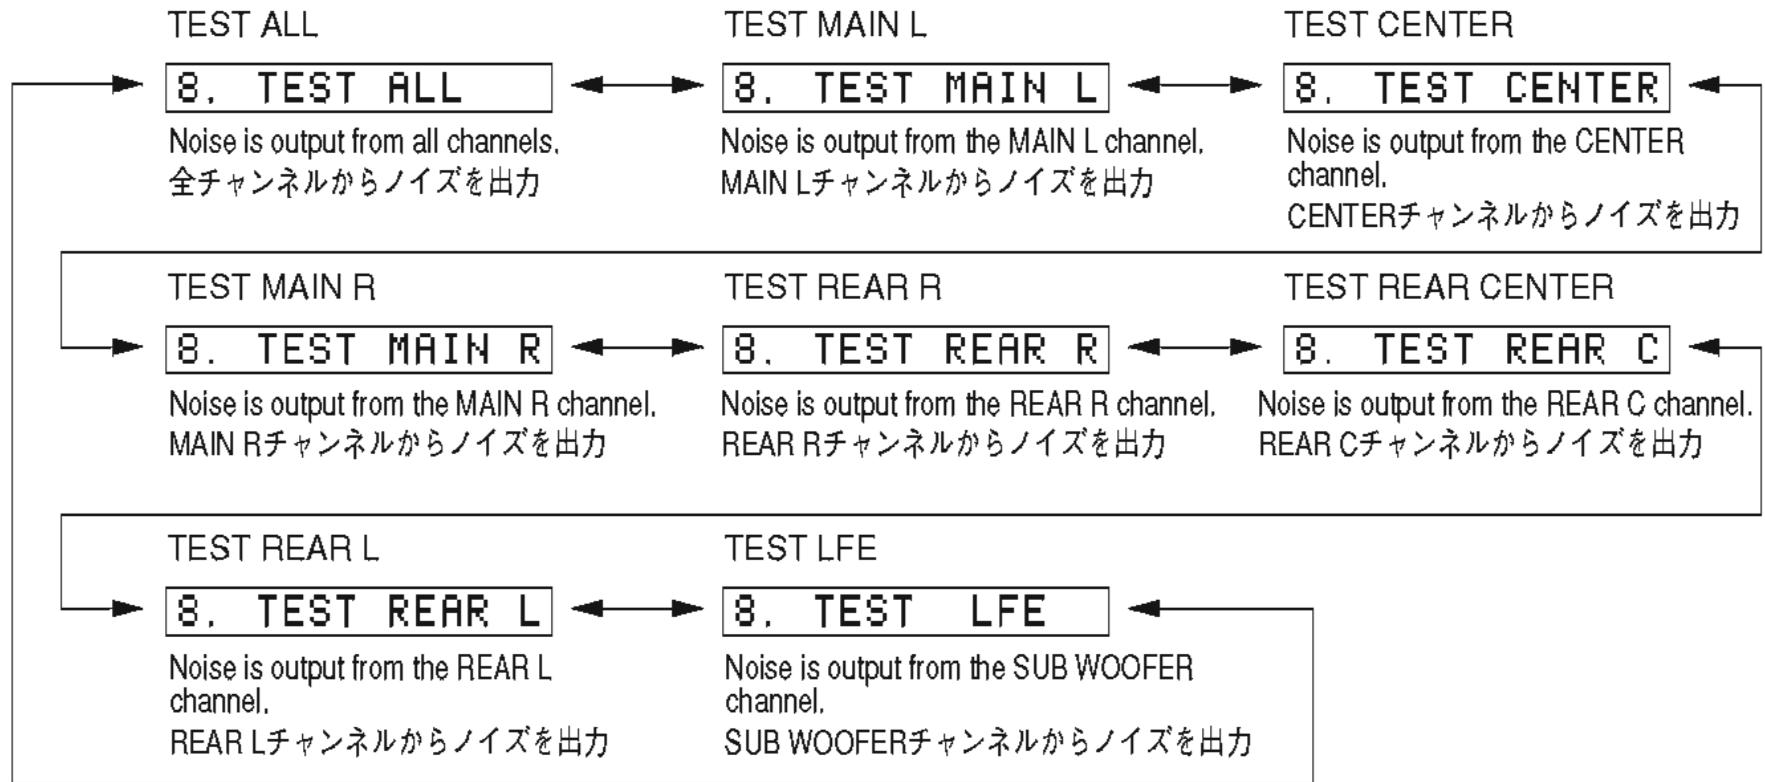 TEST ALL
TEST MAIN L
TEST CENTER
8. TEST ALL
8. TEST MAIN L
8. TEST CENTER
Noise is output from all channels.
全チャンネルからノイズを出力
Noise is output from the MAIN L channel.
MAIN Lチャンネルからノイズを出力
Noise is output from the CENTER
channel.
CENTERチャンネルからノイズを出力
TEST MAIN R
TEST REAR R
TEST REAR CENTER
8. TEST MAIN R
8. TEST REAR R
8. TEST REAR C
Noise is output from the MAIN R channel.
MAIN Rチャンネルからノイズを出力
Noise is output from the REAR R channel.
REAR Rチャンネルからノイズを出力
Noise is output from the REAR C channel.
REAR Cチャンネルからノイズを出力
TEST REAR L
TEST LFE
8. TEST REAR L
8. TEST LFE
Noise is output from the REAR L
channel.
REAR Lチャンネルからノイズを出力
Noise is output from the SUB WOOFER
channel.
SUB WOOFERチャンネルからノイズを出力